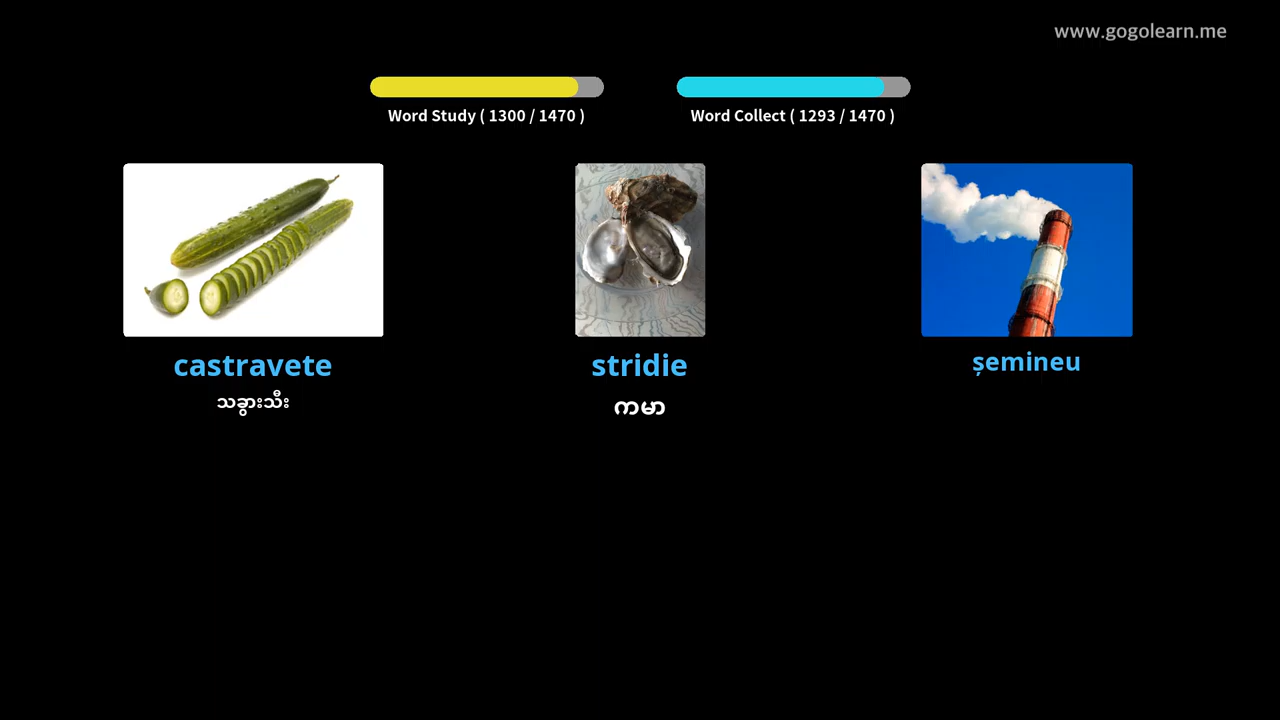 www.gogolearn.me
Word Study ( 1300 / 1470 )
Word Collect ( 1293 / 1470 )
castravete
stridie
șemineu
သခွားသီး
ကမာ